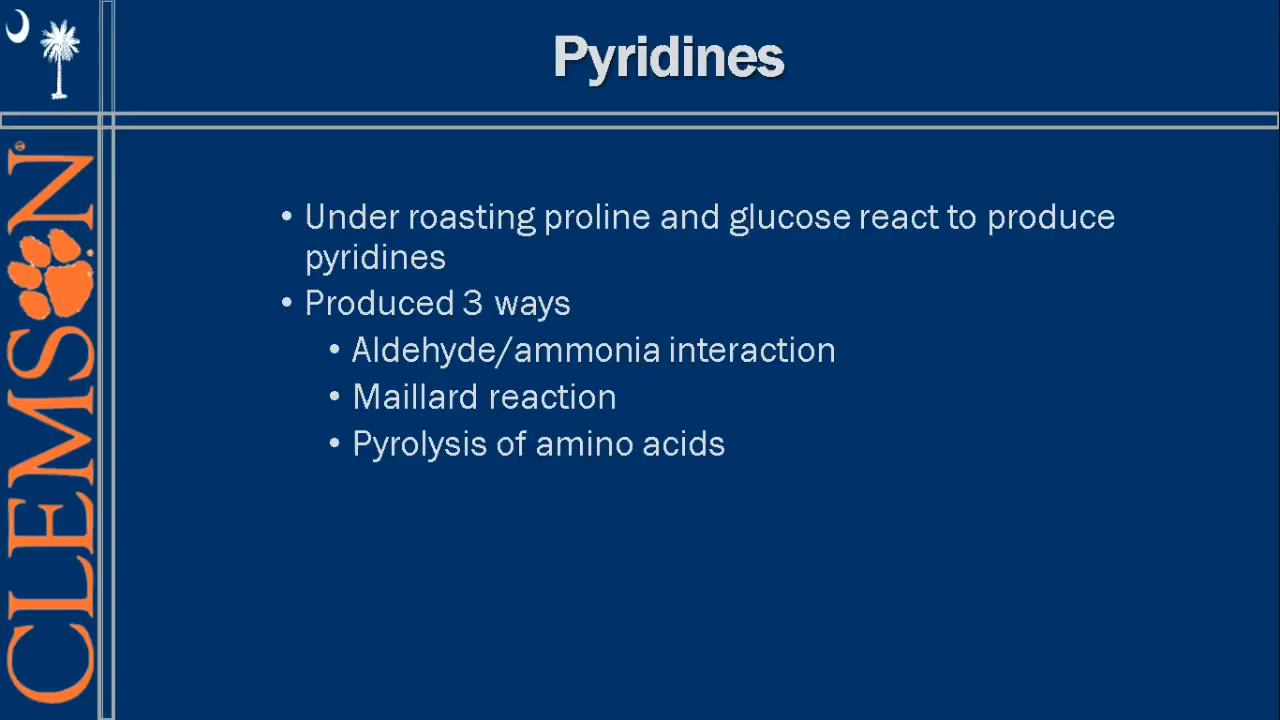 Pyridines
• Under roasting proline and glucose react to produce
pyridines
• Produced 3 ways
• Aldehyde/ammonia interaction
• Maillard reaction
• Pyrolysis of amino acids
CLEMSON®